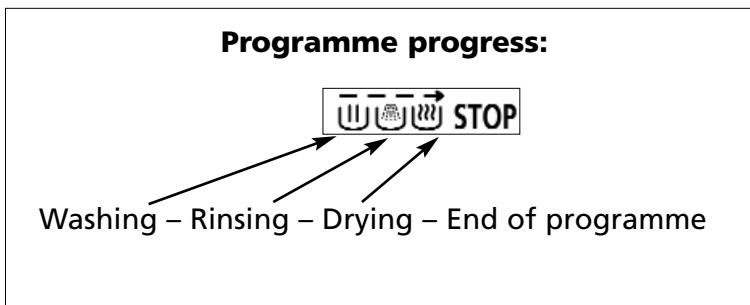 Programme progress:
STOP
Washing – Rinsing – Drying – End of programme